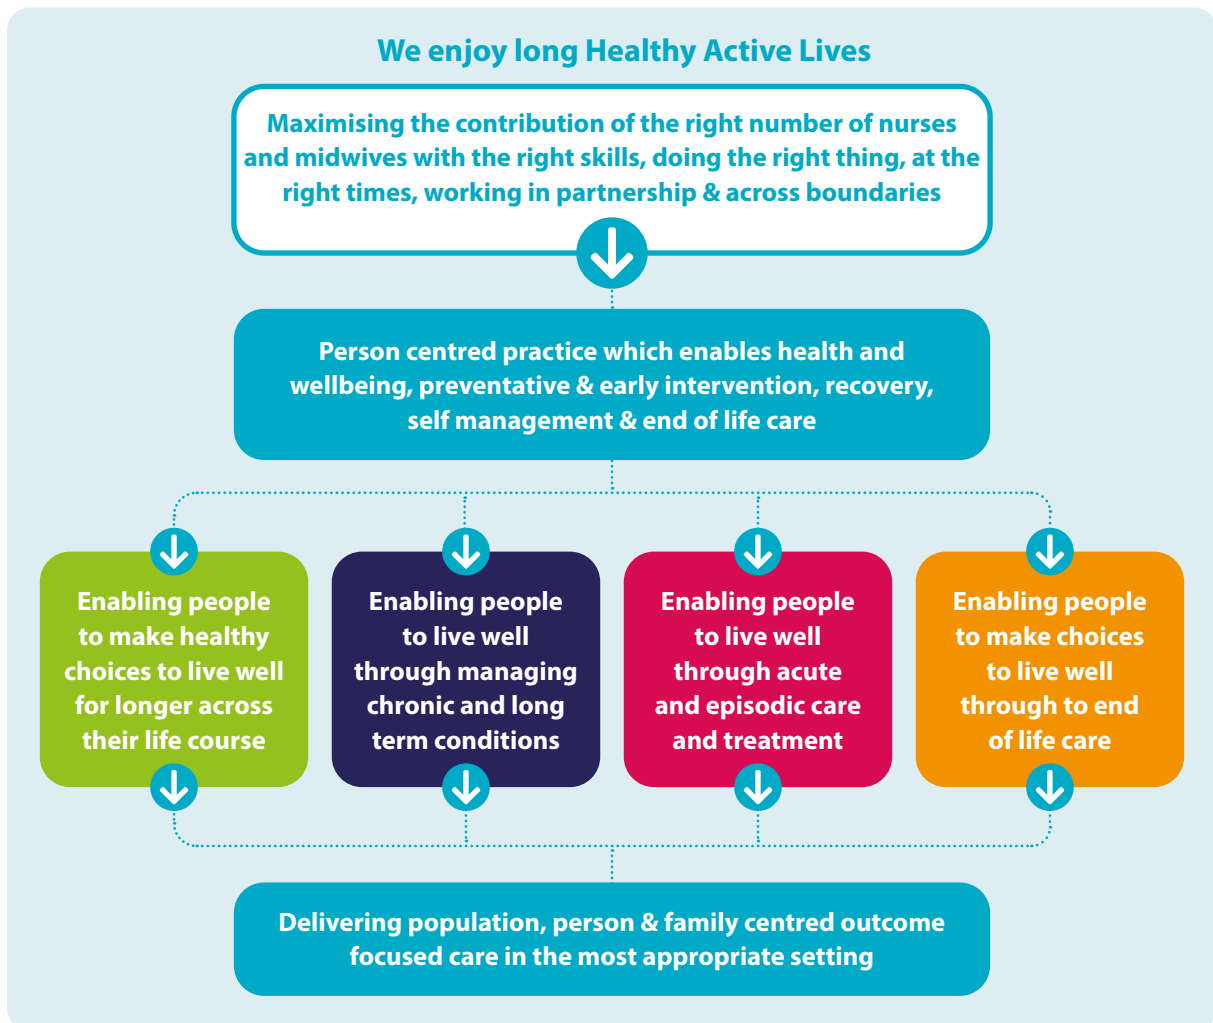 We enjoy long Healthy Active Lives
Maximising the contribution of the right number of nurses
and midwives with the right skills, doing the right thing, at the
right times, working in partnership & across boundaries
Person centred practice which enables health and
wellbeing, preventative & early intervention, recovery,
self management & end of life care
Enabling people
to make healthy
choices to live well
for longer across
their life course
Enabling people
to live well
through managing
chronic and long
term conditions
Enabling people
to live well
through acute
and episodic care
and treatment
Enabling people
to make choices
to live well
through to end
of life care
Delivering population, person & family centred outcome
focused care in the most appropriate setting